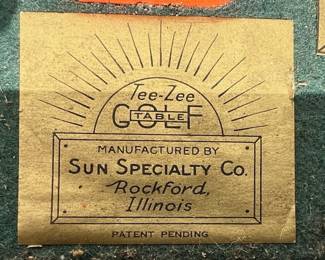 Tee-Zee
GOLF
TABLE
MANUFACTURED BY
SUN SPECIALTY CO.
Rockford,
Illinois
PATENT PENDING